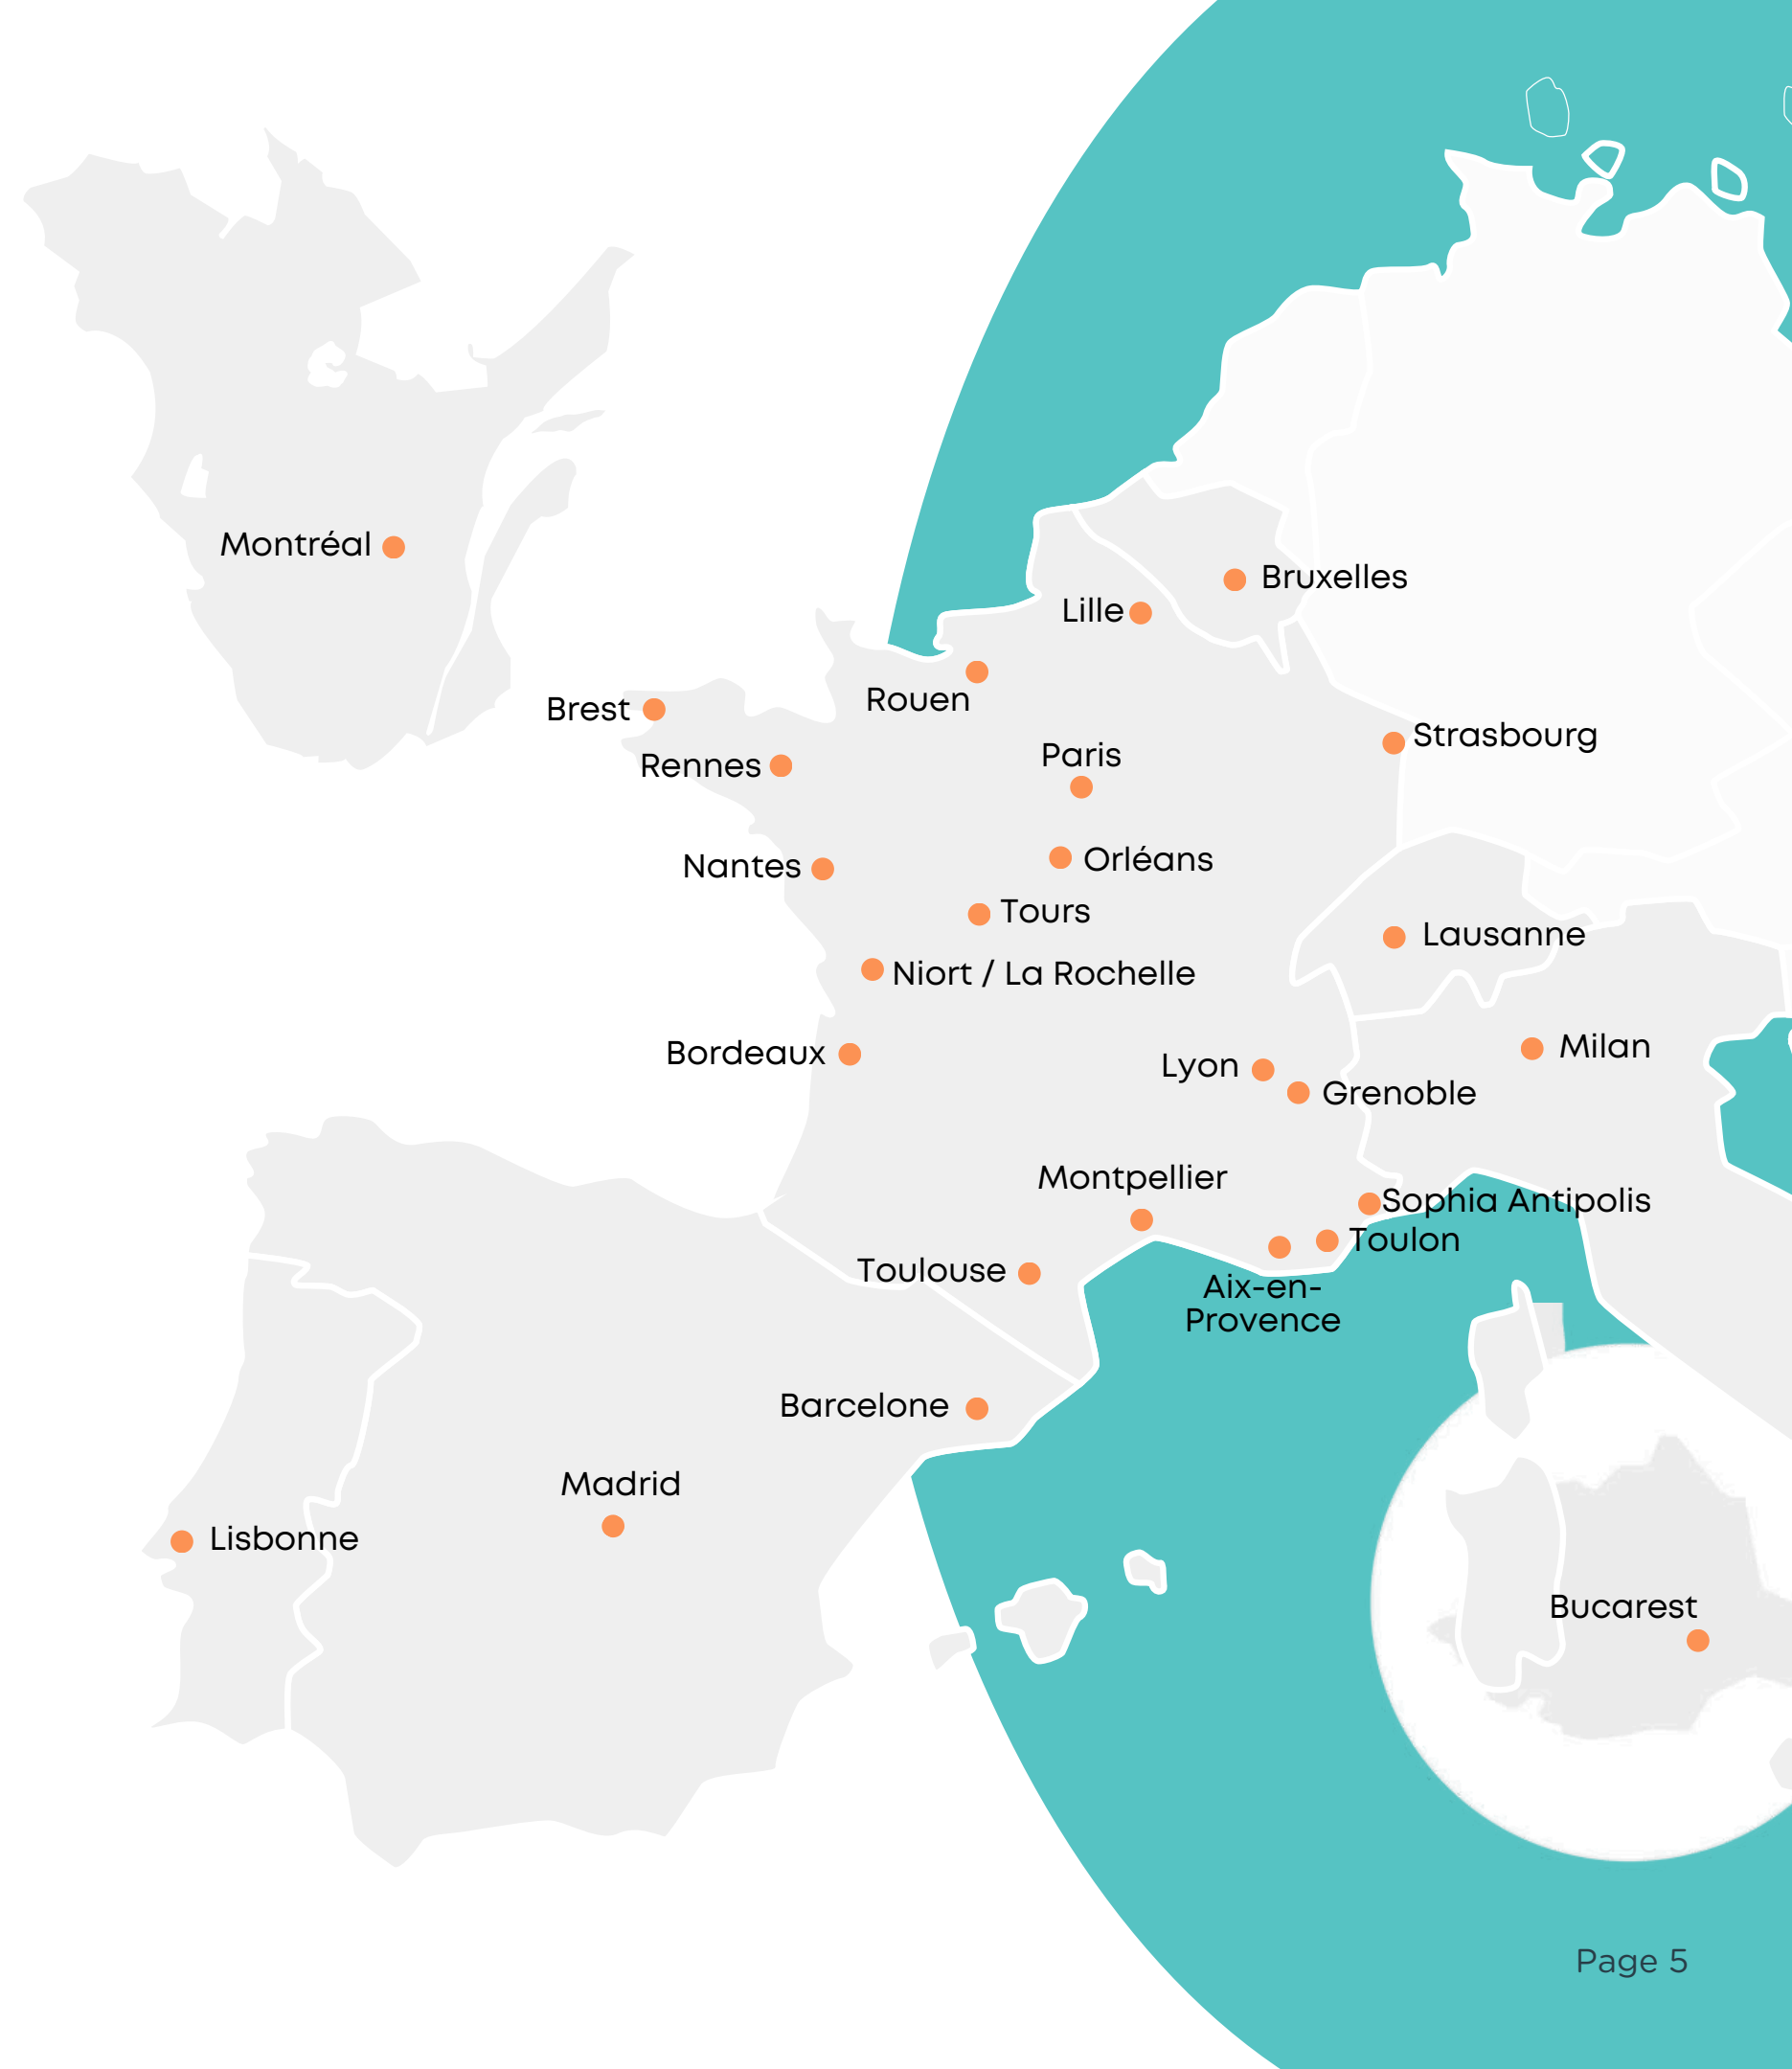 Montréal
Bruxelles
Lille
Rouen
Brest
Strasbourg
Paris
Rennes
Orléans
Nantes
Tours
Lausanne
Niort / La Rochelle
Milan
Bordeaux
Lyon
Grenoble
Montpellier
Sophia Antipolis
Toulon
Toulouse
Aix-en-
Provence
Barcelone
Madrid
Lisbonne
Bucarest
Page 5